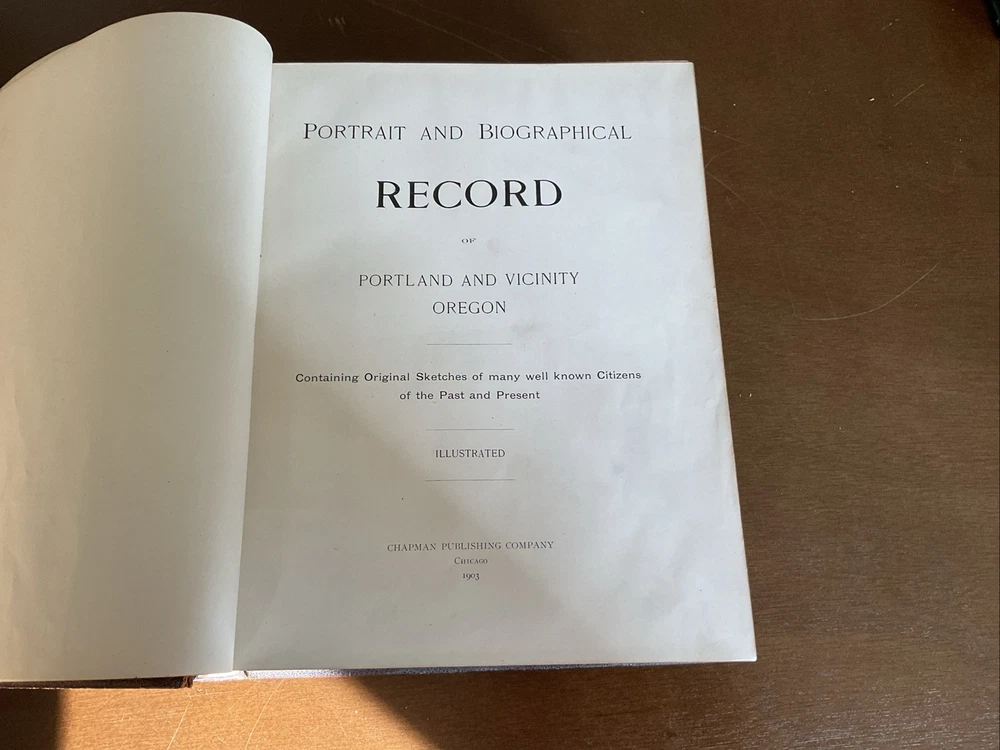 PORTRAIT AND BIOGRAPHICAL
RECORD
OF
PORTLAND AND VICINITY
OREGON
Containing Original Sketches of many well known Citizens
of the Past and Present
ILLUSTRATED
CHAPMAN PUBLISHING COMPANY
CHICAGO
1903